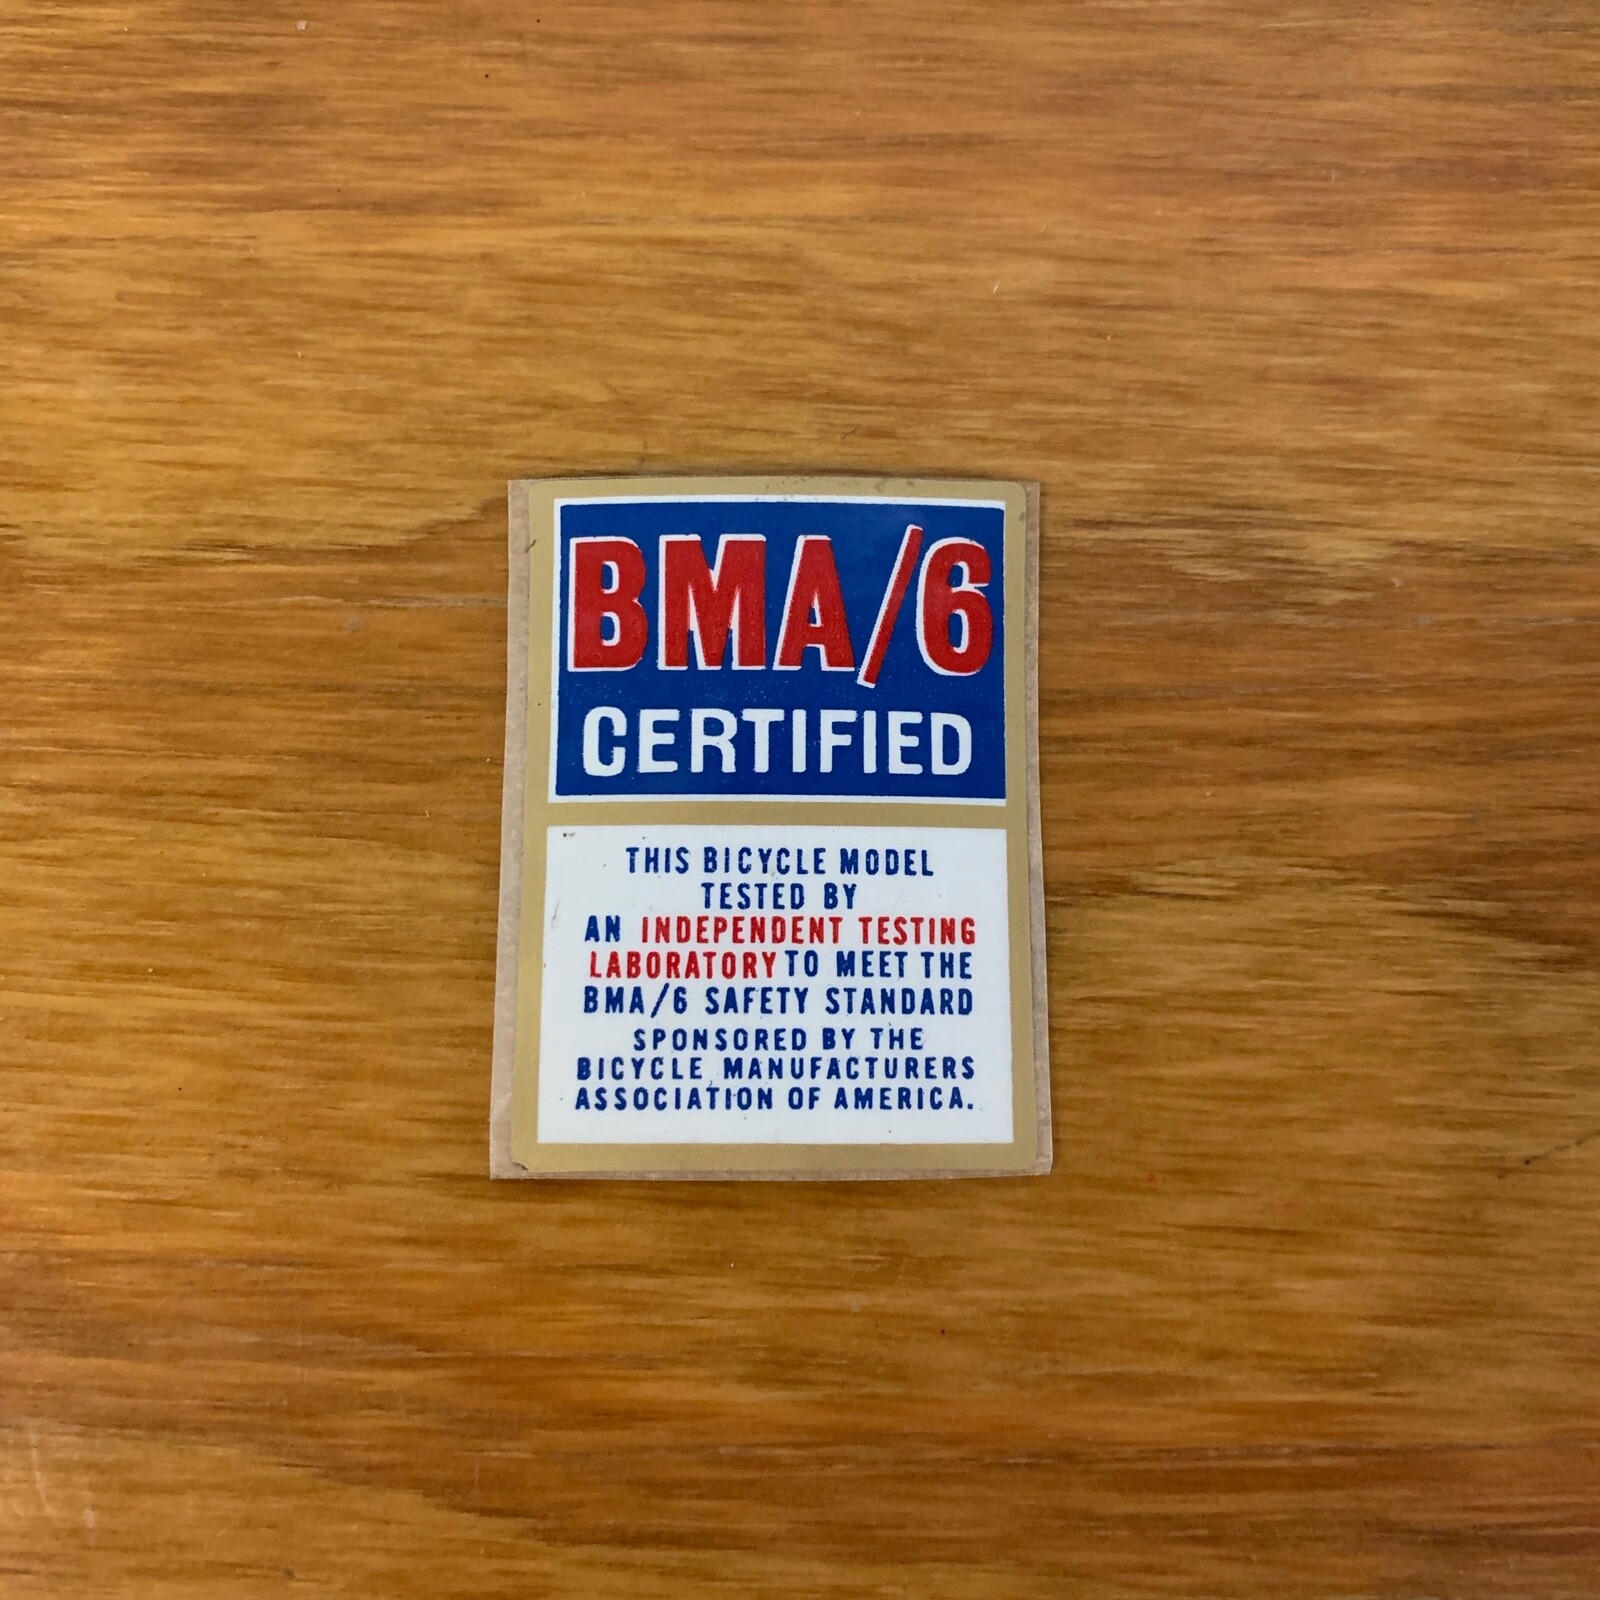 BMA/6
CERTIFIED
THIS BICYCLE MODEL
TESTED BY
AN INDEPENDENT TESTING
LABORATORY TO MEET THE
BMA/6 SAFETY STANDARD
SPONSORED BY THE
BICYCLE MANUFACTURERS
ASSOCIATION OF AMERICA.